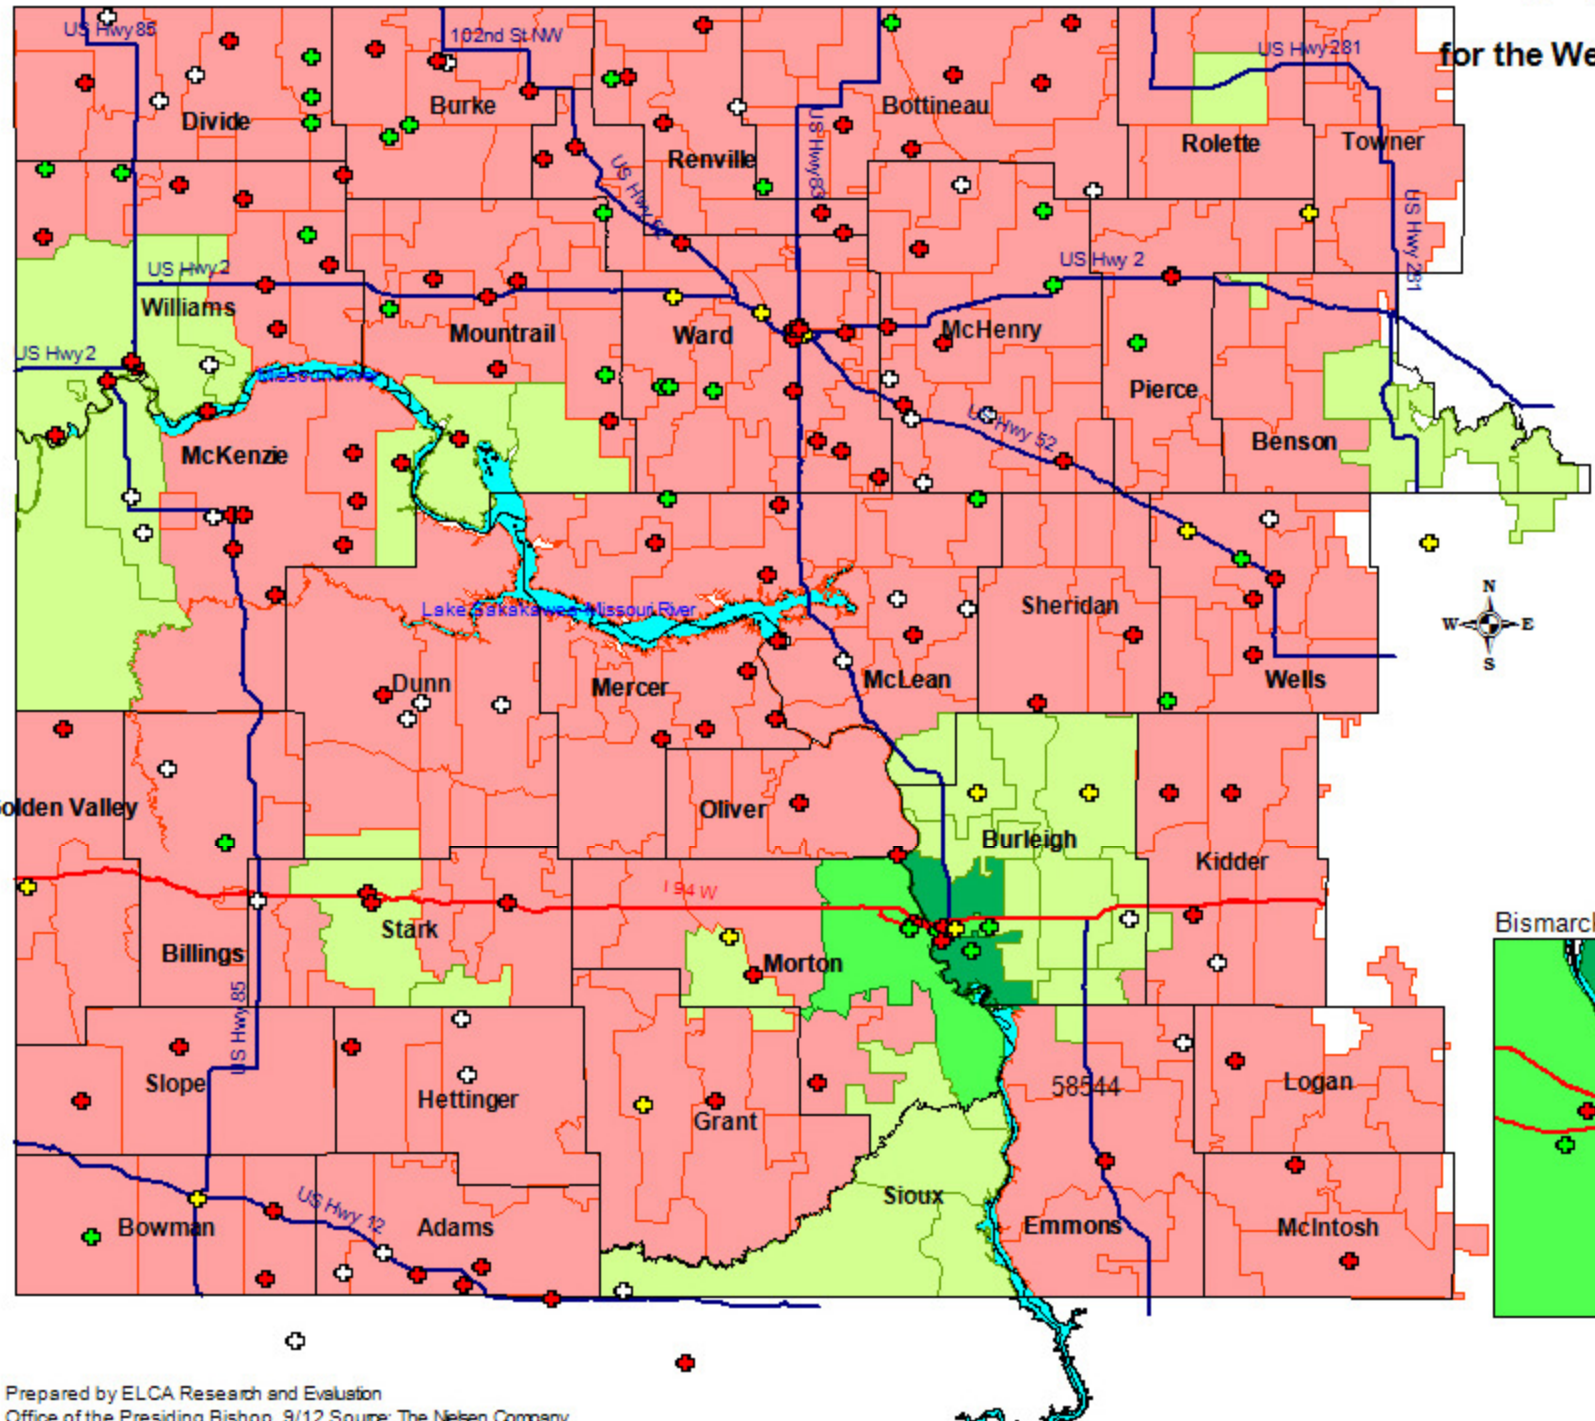 for the We
US Hwy 85
102nd St NW
US Hwy 281
Divide
Burke
Bottineau
Rolette
Towner
Renville
US Hwy 83
US Hwy 281
US Hwy 2
US Hwy 2
Williams
Mountrail
Ward
McHenry
US Hwy 2
Missouri River
Pierce
US Hwy 52
Benson
McKenzie
N
W
E
S
Lake Sakakawea-Missouri River
Sheridan
Dunn
Mercer
McLean
Wells
olden Valley
Oliver
Burleigh
Kidder
I 94 W
Stark
Billings
Morton
Bismarc
US Hwy 85
Slope
Hettinger
Grant
58544
Logan
Sioux
US Hwy 12
Bowman
Adams
Emmons
McIntosh
Prepared by ELCA Research and Evaluation
Office of the Presiding Bishop 9/12 Source: The Nielsen Company